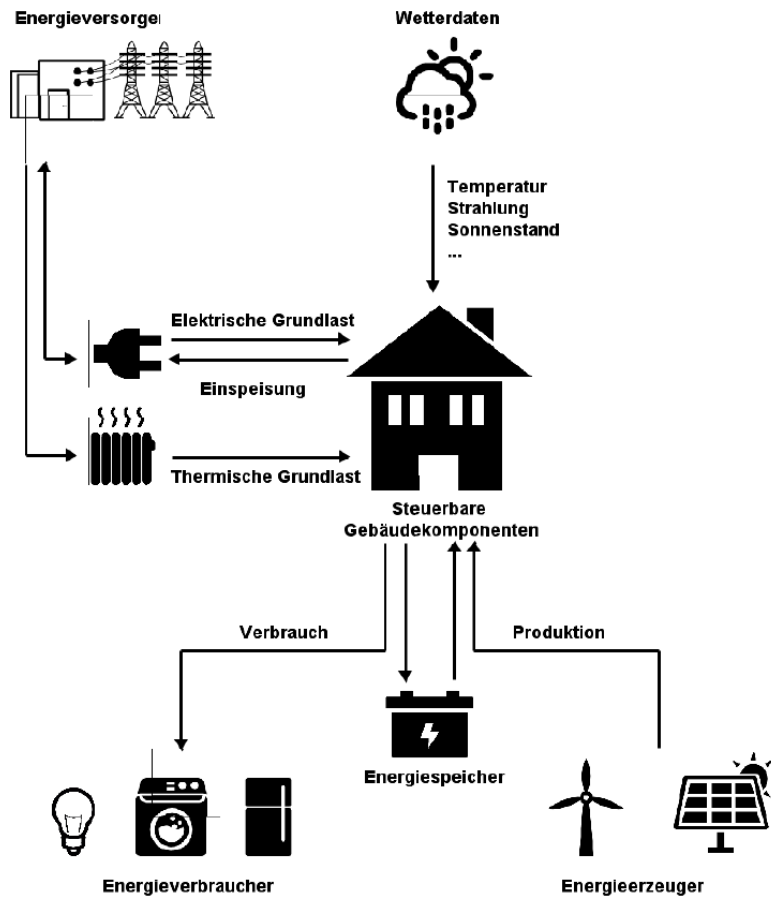 Energieversorger
Wetterdaten
Temperatur
Strahlung
Sonnenstand
...
Elektrische Grundlast
Einspeisung
Thermische Grundlast
Steuerbare
Gebäudekomponenten
Verbrauch
Produktion
Energiespeicher
Energieverbraucher
Energieerzeuger